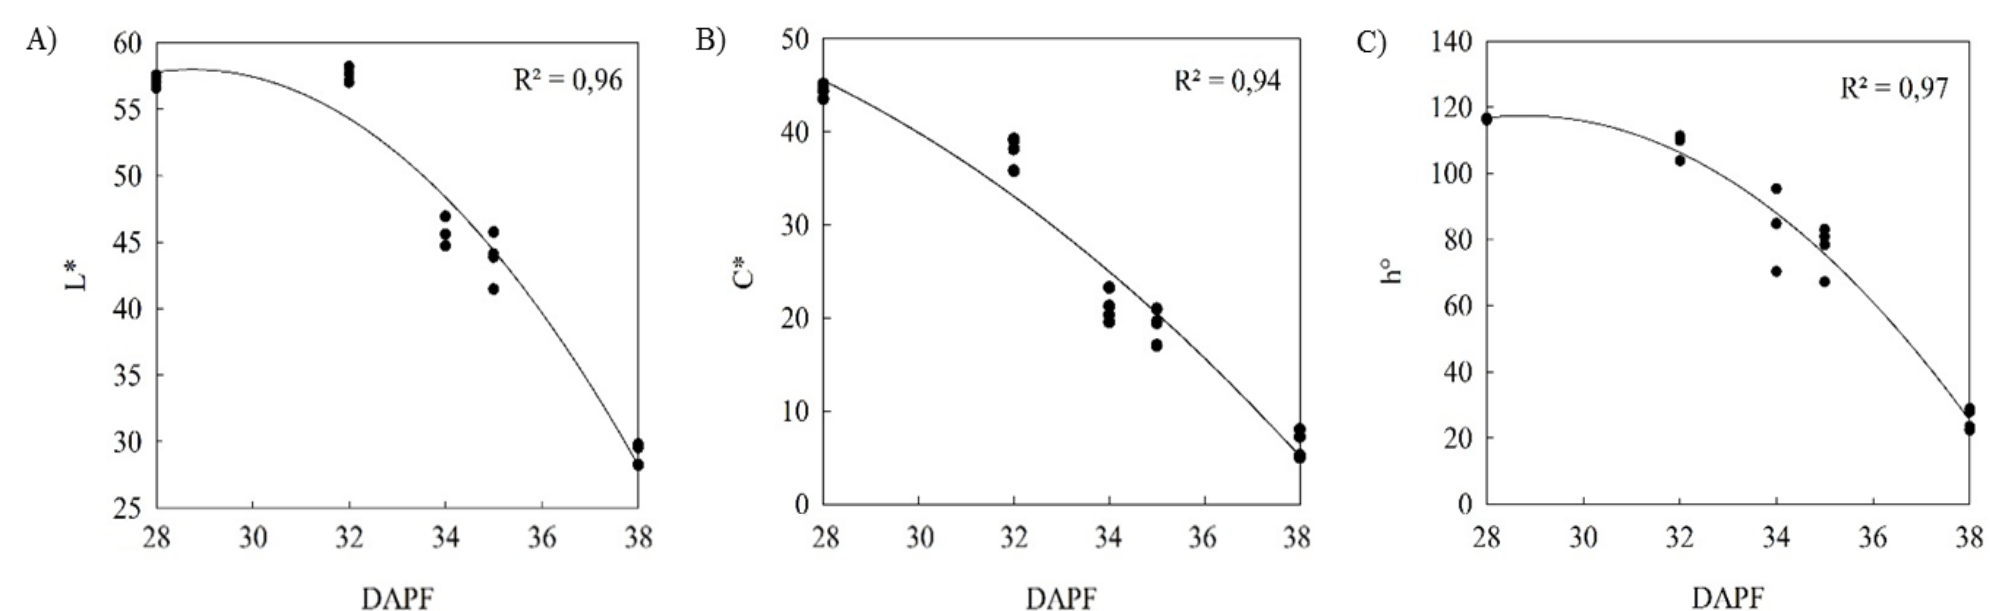 A)
60
55
50
45
40
35
30
25
L*
R² = 0,96
28 30 32 34 36 38
DAPF
B)
50
40
30
20
10
0
C*
R² = 0,94
28 30 32 34 36 38
DAPF
C)
140
120
100
80
60
40
20
0
h°
R² = 0,97
28 30 32 34 36 38
DAPF